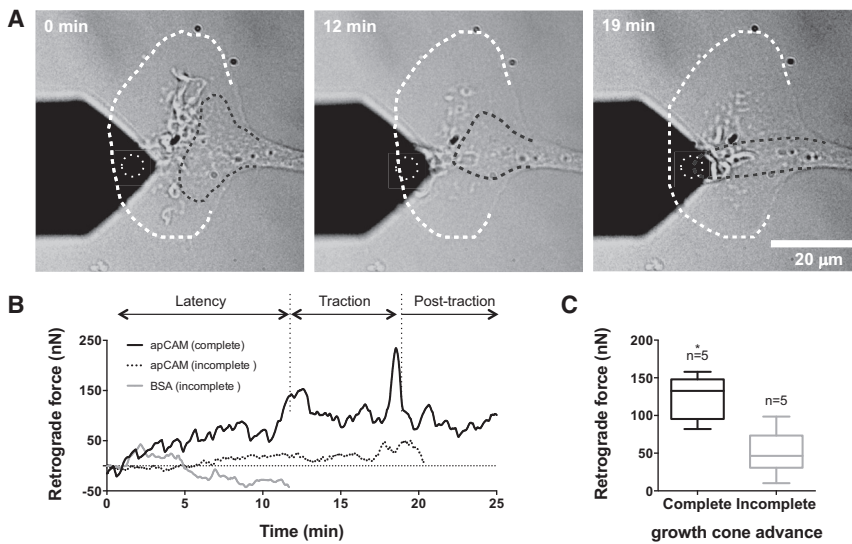 A
0 min
12 min
19 min
20 μm
B
Latency
Traction
Post-traction
Retrograde force (nN)
250
150
50
-50
apCAM (complete)
apCAM (incomplete )
BSA (incomplete )
0
5
10
15
20
25
Time (min)
C
Retrograde force (nN)
200
150
100
50
0
*
n=5
n=5
Complete Incomplete
growth cone advance